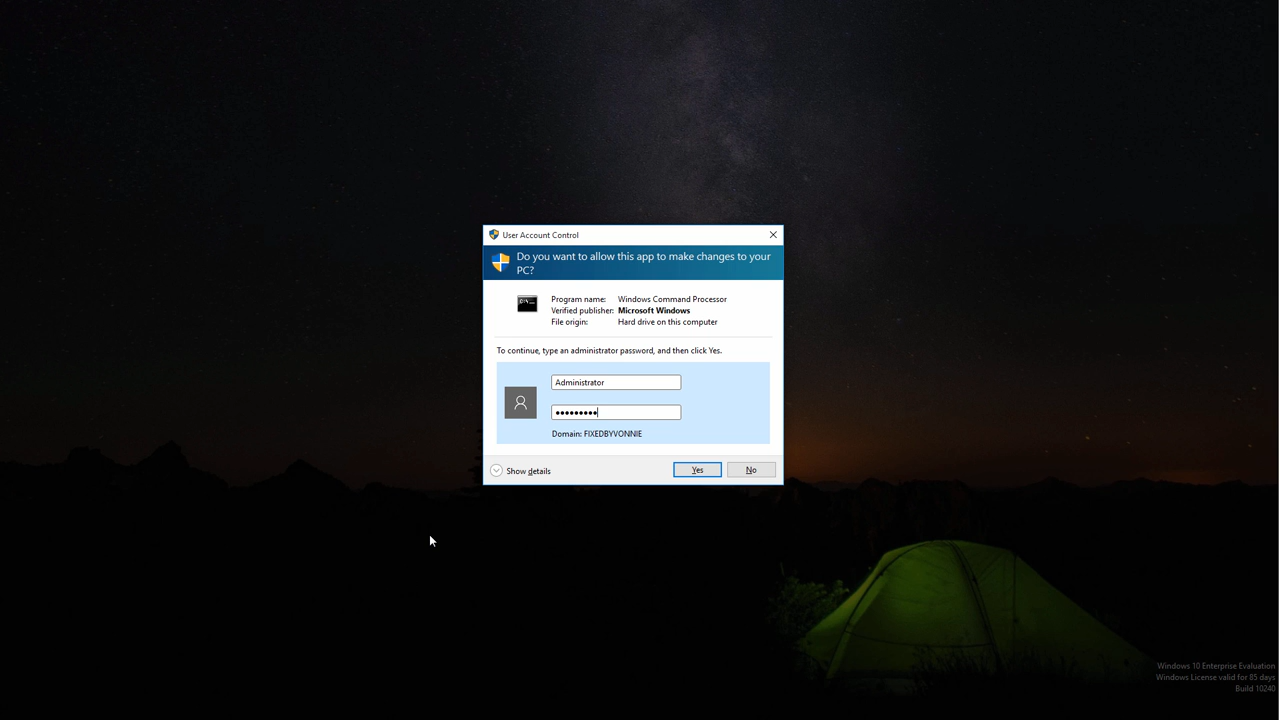 User Account Control
Do you want to allow this app to make changes to your
PC?
C:\_
Program name: Windows Command Processor
Verified publisher: Microsoft Windows
File origin: Hard drive on this computer
To continue, type an administrator password, and then click Yes.
Administrator
•••••••••
Domain: FIXEDBYVONNIE
Show details
Yes
No
Windows 10 Enterprise Evaluation
Windows License valid for 85 days
Build 10240